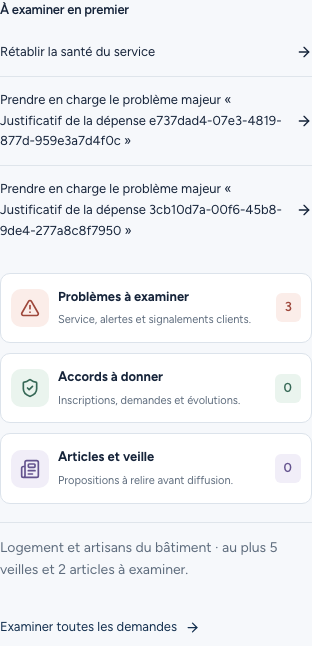 À examiner en premier
Rétablir la santé du service
Prendre en charge le problème majeur «
Justificatif de la dépense e737dad4-07e3-4819-
877d-959e3a7d4f0c »
Prendre en charge le problème majeur «
Justificatif de la dépense 3cb10d7a-00f6-45b8-
9de4-277a8c8f7950 »
Problèmes à examiner
3
Service, alertes et signalements clients.
Accords à donner
0
Inscriptions, demandes et évolutions.
Articles et veille
0
Propositions à relire avant diffusion.
Logement et artisans du bâtiment · au plus 5
veilles et 2 articles à examiner.
Examiner toutes les demandes